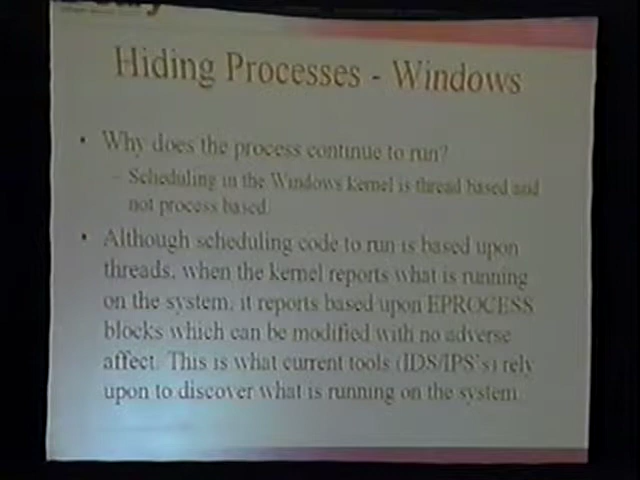 Hiding Processes - Windows
• Why does the process continue to run?
– Scheduling in the Windows kernel is thread based and
not process based.
• Although scheduling code to run is based upon
threads, when the kernel reports what is running
on the system, it reports based upon EPROCESS
blocks which can be modified with no adverse
affect. This is what current tools (IDS/IPS's) rely
upon to discover what is running on the system